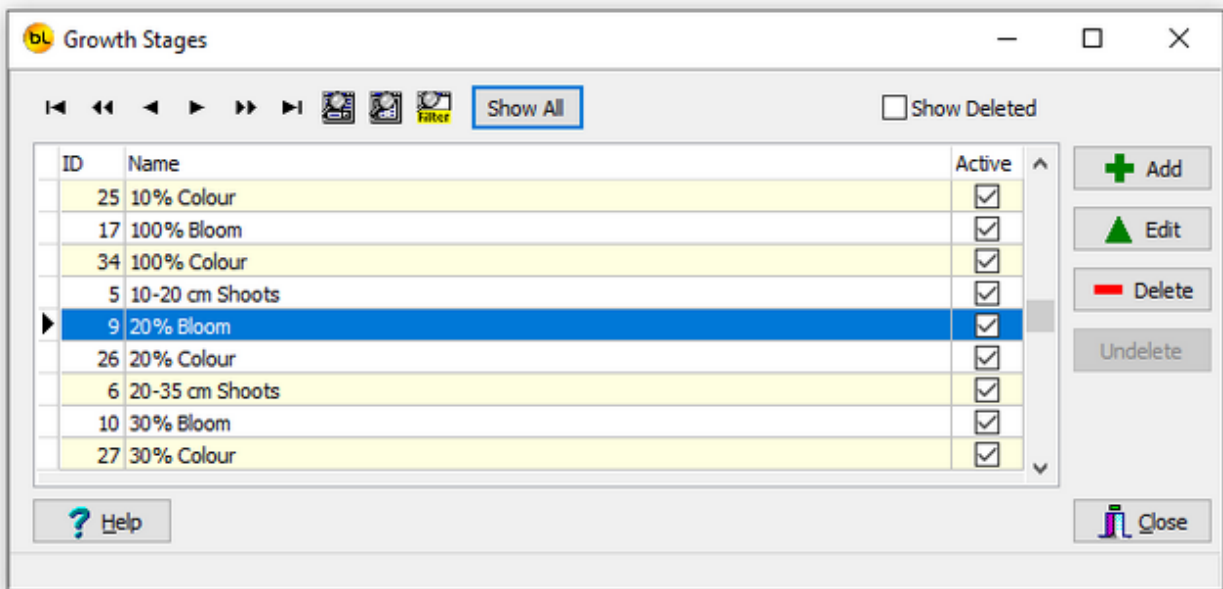 bL Growth Stages
Filter Show All Show Deleted
ID Name Active
25 10% Colour
17 100% Bloom
34 100% Colour
5 10-20 cm Shoots
9 20% Bloom
26 20% Colour
6 20-35 cm Shoots
10 30% Bloom
27 30% Colour
Add
Edit
Delete
Undelete
? Help
Close